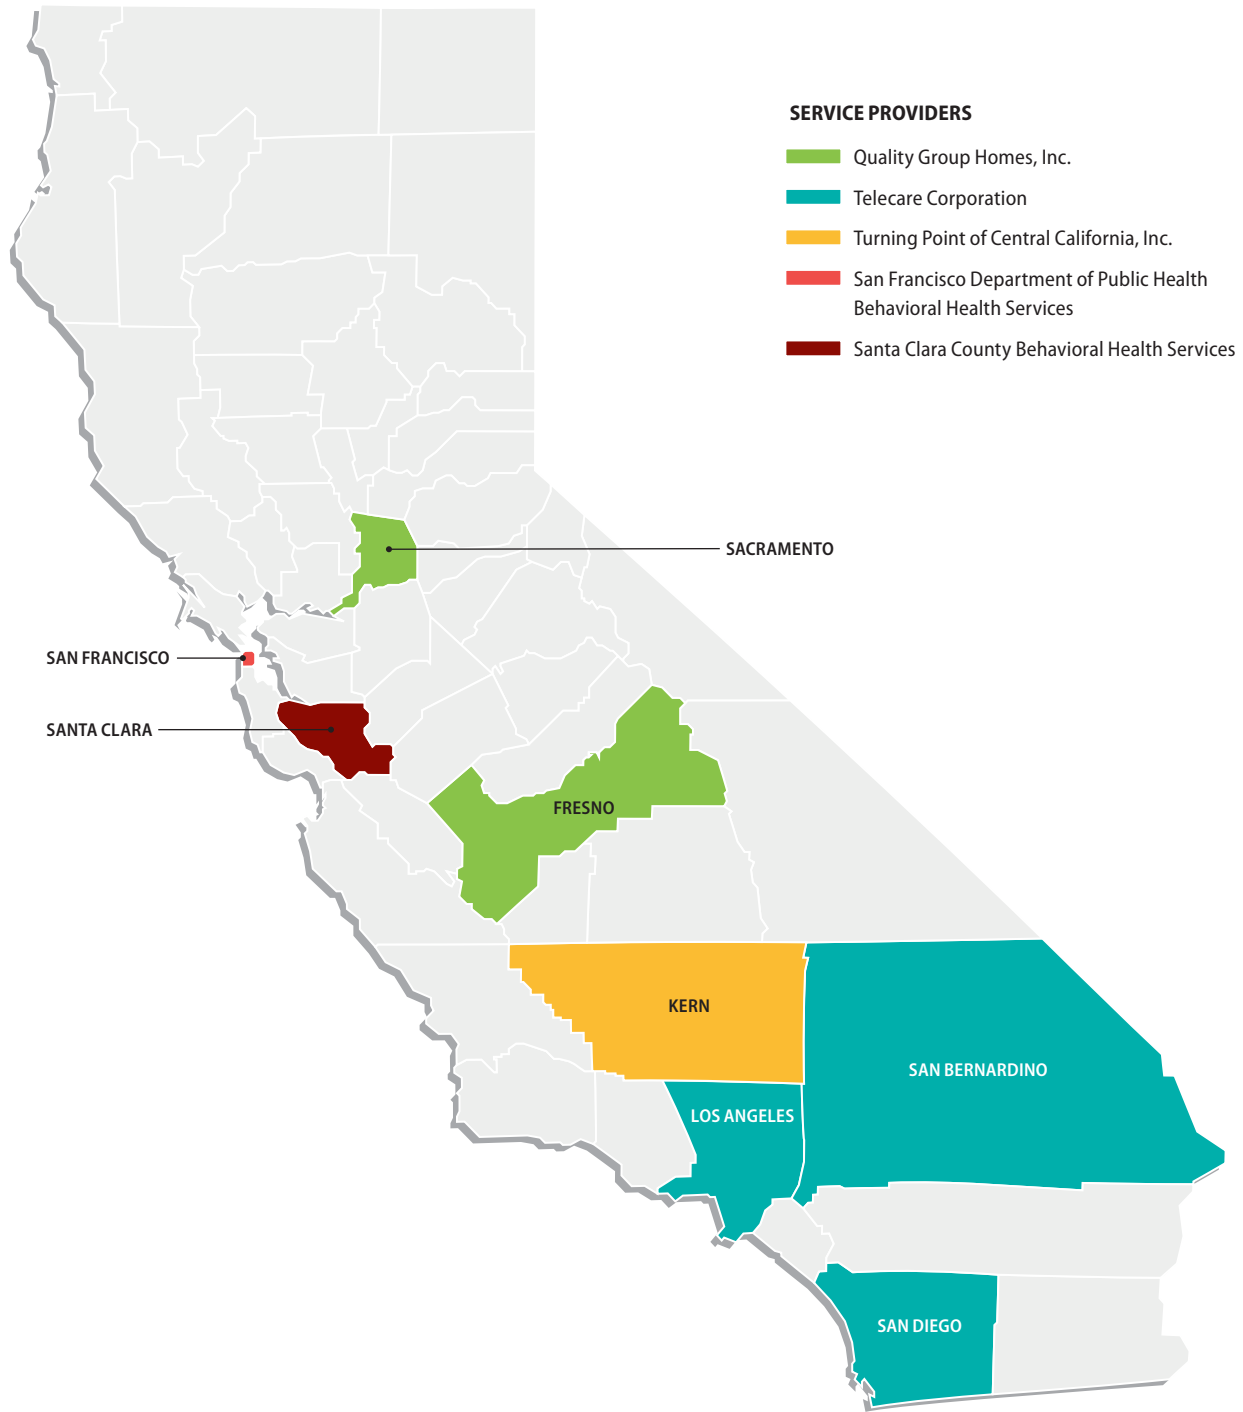 SERVICE PROVIDERS
Quality Group Homes, Inc.
Telecare Corporation
Turning Point of Central California, Inc.
San Francisco Department of Public Health
Behavioral Health Services
Santa Clara County Behavioral Health Services
SACRAMENTO
SAN FRANCISCO
SANTA CLARA
FRESNO
KERN
SAN BERNARDINO
LOS ANGELES
SAN DIEGO